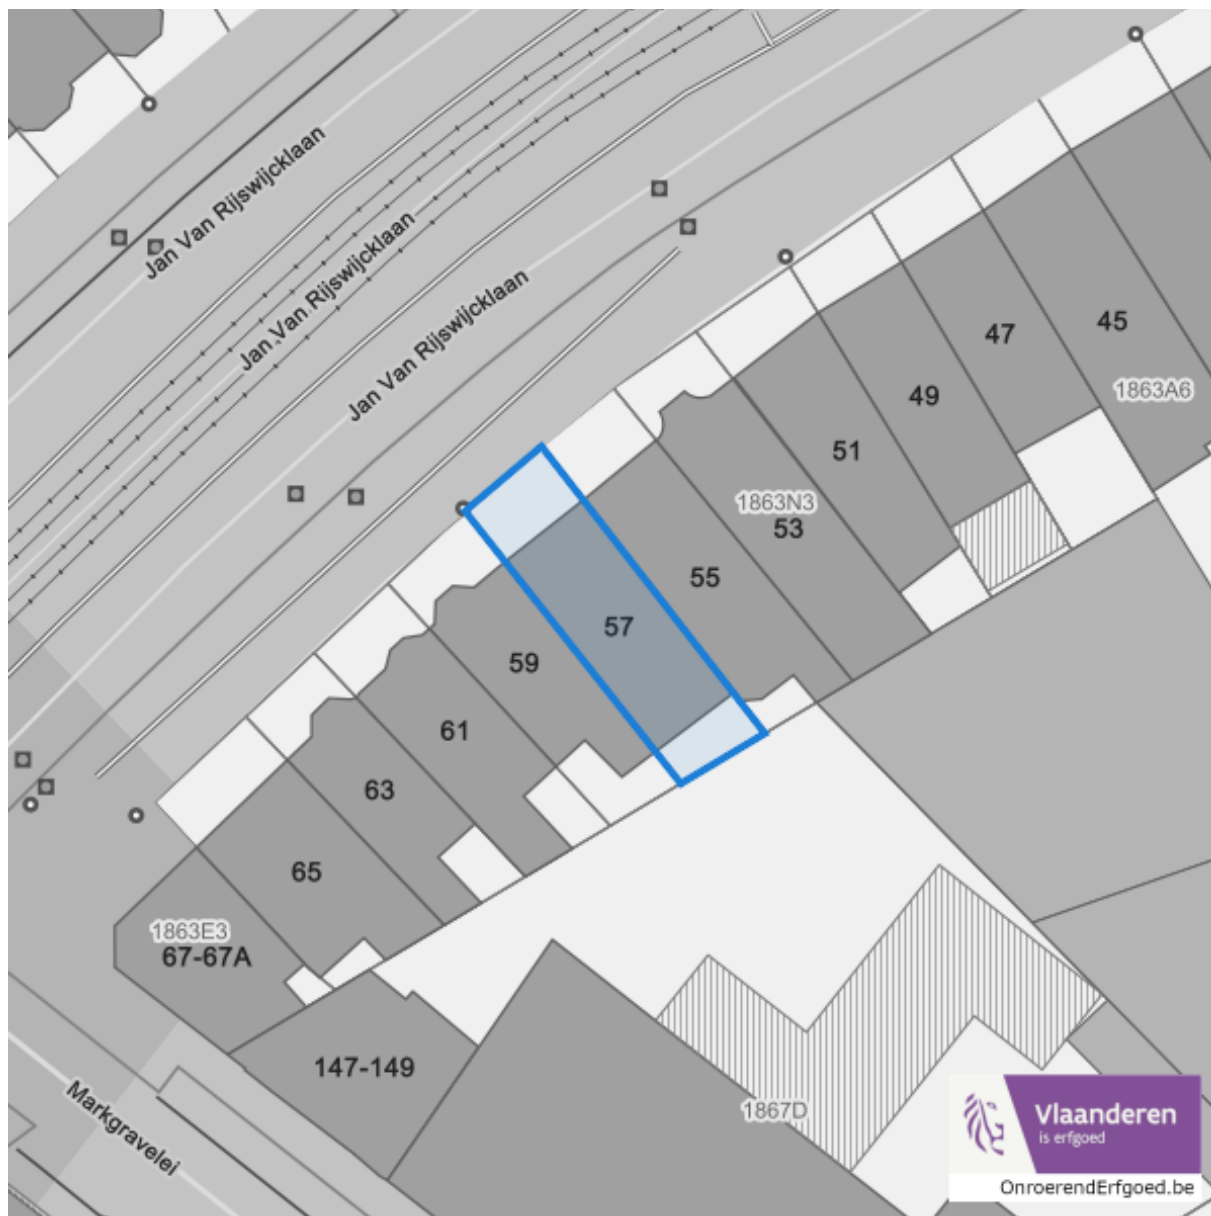 Jan Van Rijswijcklaan
Jan Van Rijswijcklaan
Jan Van Rijswijcklaan
45
47
1863A6
49
51
1863N3
53
55
57
59
61
63
65
1863E3
67-67A
147-149
Markgravelei
1867D
Vlaanderen
is erfgoed
OnroerendErfgoed.be